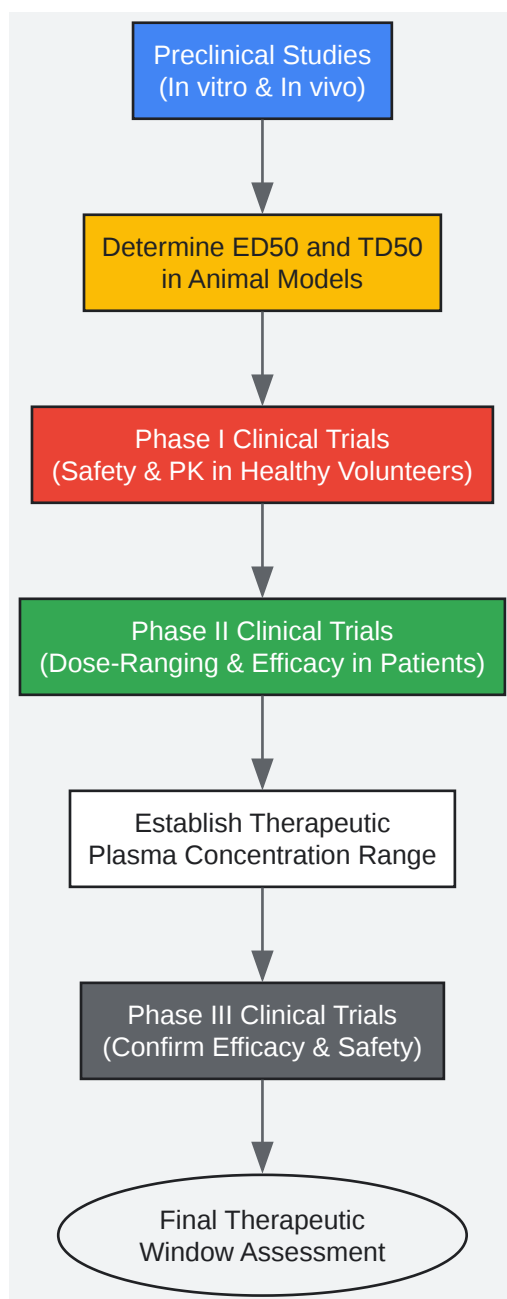 Preclinical Studies
(In vitro & In vivo)
Determine ED50 and TD50
in Animal Models
Phase I Clinical Trials
(Safety & PK in Healthy Volunteers)
Phase II Clinical Trials
(Dose-Ranging & Efficacy in Patients)
Establish Therapeutic
Plasma Concentration Range
Phase III Clinical Trials
(Confirm Efficacy & Safety)
Final Therapeutic
Window Assessment